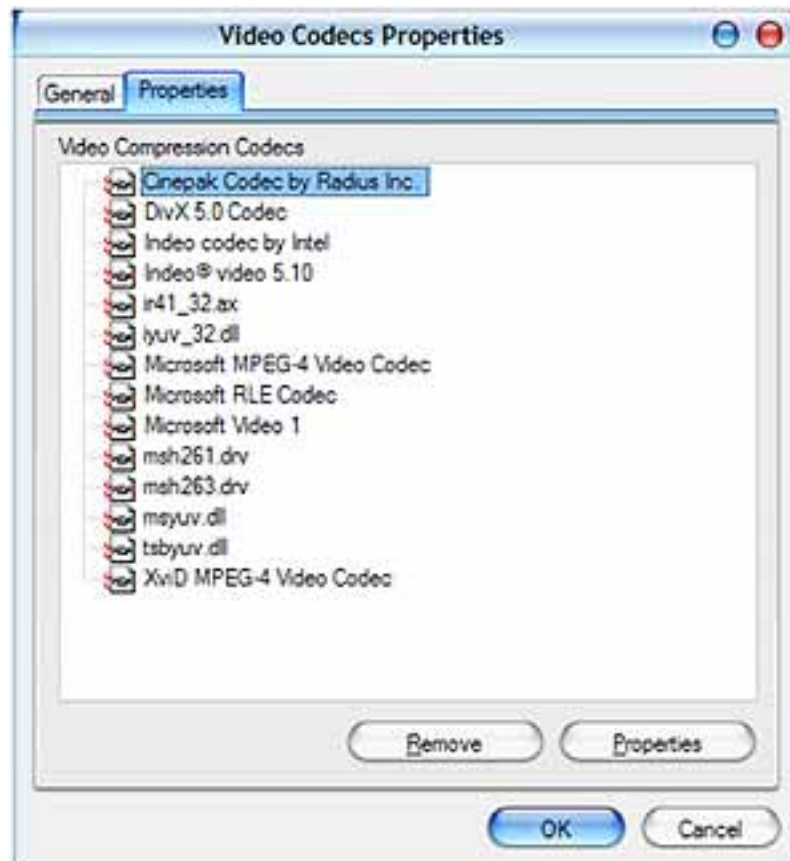 Video Codecs Properties
General Properties
Video Compression Codecs
Cinepak Codec by Radius Inc.
DivX 5.0 Codec
Indeo codec by Intel
Indeo® video 5.10
ir41_32.ax
iyuv_32.dll
Microsoft MPEG-4 Video Codec
Microsoft RLE Codec
Microsoft Video 1
msh261.drv
msh263.drv
msyuv.dll
tsbyuv.dll
XviD MPEG-4 Video Codec
Remove Properties
OK Cancel